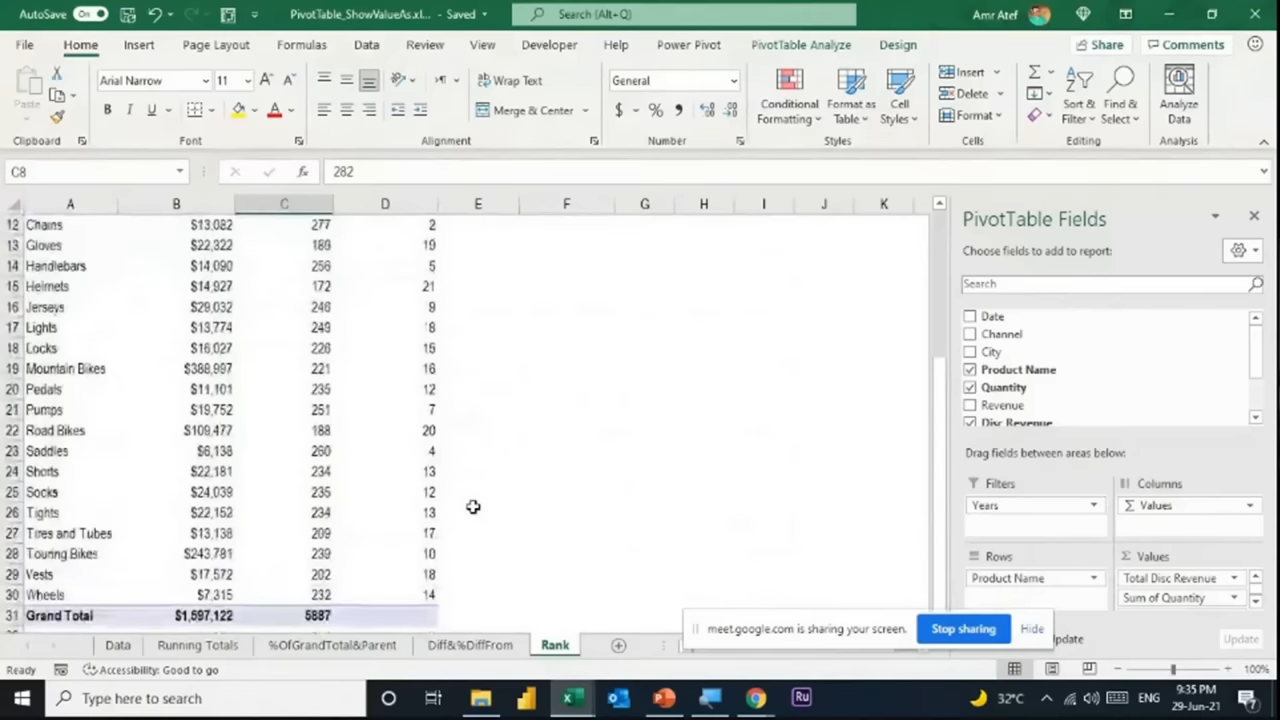 AutoSave On PivotTable_ShowValueAs.xl... - Saved Search (Alt+Q) Amr Atef
File Home Insert Page Layout Formulas Data Review View Developer Help Power Pivot PivotTable Analyze Design Share Comments
Paste Arial Narrow 11 Wrap Text General Conditional Formatting Format as Table Cell Styles Insert Sort & Filter Find & Select Analyze Data
B I U Merge & Center $ % Delete
Format
Clipboard Font Alignment Number Styles Cells Editing Analysis
C8 fx 282
A B C D E F G H I J K
12 Chains $13,082 277 2
13 Gloves $22,322 189 19
14 Handlebars $14,090 256 5
15 Helmets $14,927 172 21
16 Jerseys $29,032 246 9
17 Lights $13,774 249 8
18 Locks $16,027 226 15
19 Mountain Bikes $388,997 221 16
20 Pedals $11,101 235 12
21 Pumps $19,752 251 7
22 Road Bikes $109,477 188 20
23 Saddles $6,138 260 4
24 Shorts $22,181 234 13
25 Socks $24,039 235 12
26 Tights $22,152 234 13
27 Tires and Tubes $13,138 209 17
28 Touring Bikes $243,781 239 10
29 Vests $17,572 202 18
30 Wheels $7,315 232 14
31 Grand Total $1,597,122 5887
PivotTable Fields
Choose fields to add to report:
Search
Date
Channel
City
Product Name
Quantity
Revenue
Disc Revenue
Drag fields between areas below:
Filters Columns
Years Σ Values
Rows Σ Values
Product Name Total Disc Revenue
Sum of Quantity
Update Update
meet.google.com is sharing your screen. Stop sharing Hide
Data Running Totals %OfGrandTotal&Parent Diff&%DiffFrom Rank
Ready Accessibility: Good to go 100%
Type here to search Ru 32°C ENG 9:35 PM
29-Jun-21 7